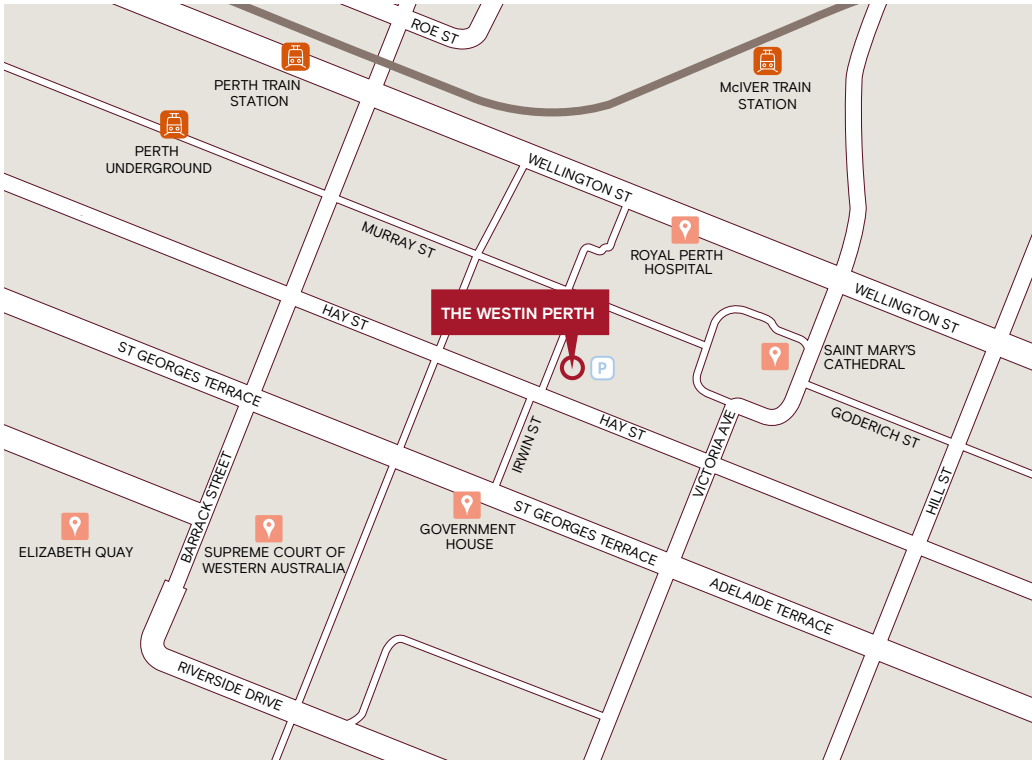 ROE ST
PERTH TRAIN
STATION
McIVER TRAIN
STATION
PERTH
UNDERGROUND
WELLINGTON ST
MURRAY ST
ROYAL PERTH
HOSPITAL
WELLINGTON ST
THE WESTIN PERTH
HAY ST
P
SAINT MARY'S
CATHEDRAL
ST GEORGES TERRACE
HAY ST
GODERICH ST
IRWIN ST
VICTORIA AVE
HILL ST
BARRACK STREET
ELIZABETH QUAY
SUPREME COURT OF
WESTERN AUSTRALIA
GOVERNMENT
HOUSE
ST GEORGES TERRACE
ADELAIDE TERRACE
RIVERSIDE DRIVE